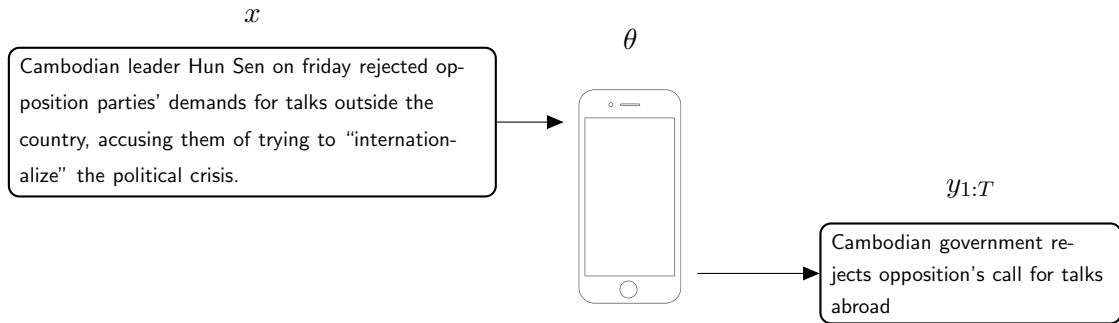 x
Cambodian leader Hun Sen on friday rejected op-
position parties’ demands for talks outside the
country, accusing them of trying to “internation-
alize” the political crisis.
θ
y1:T
Cambodian government re-
jects opposition’s call for talks
abroad